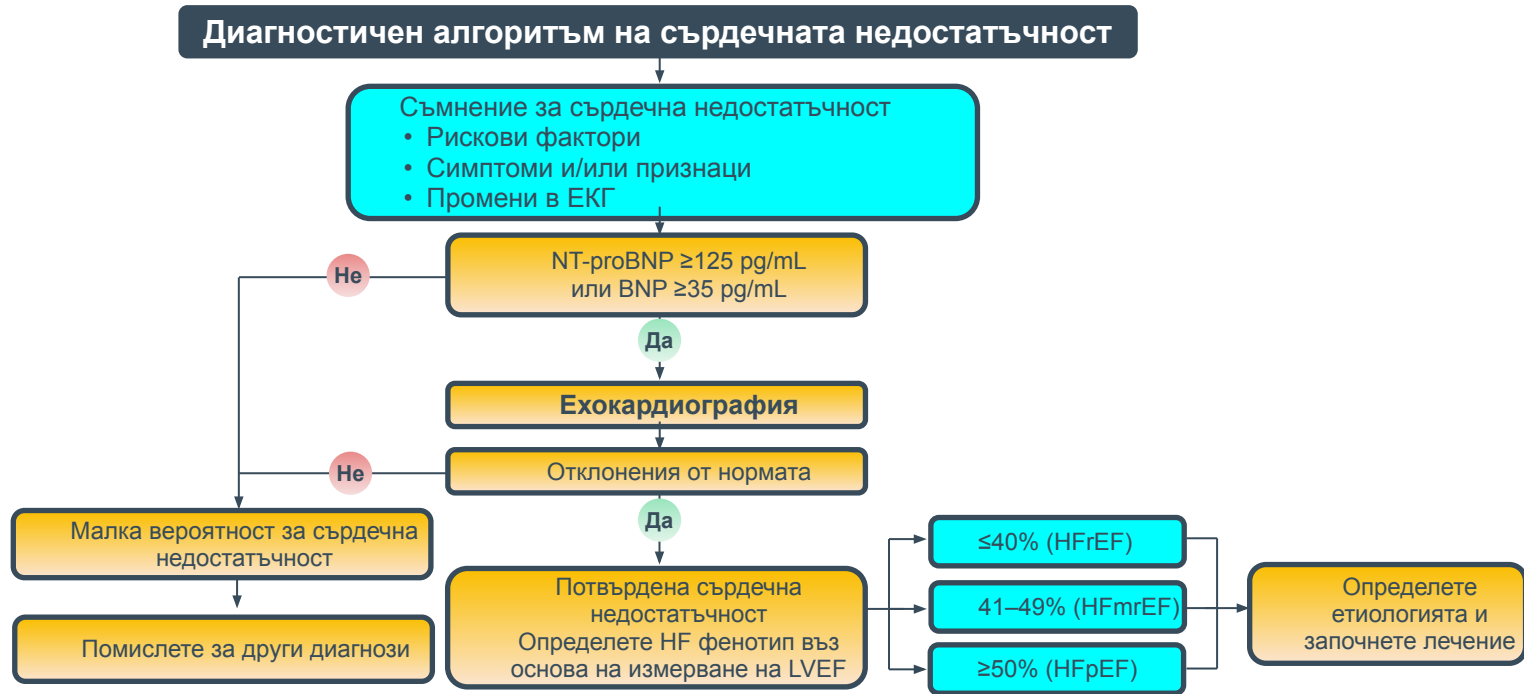 Диагностичен алгоритъм на сърдечната недостатъчност
Съмнение за сърдечна недостатъчност
• Рискови фактори
• Симптоми и/или признаци
• Промени в ЕКГ
NT-proBNP ≥125 pg/mL
или BNP ≥35 pg/mL
Не
Да
Ехокардиография
Отклонения от нормата
Не
Да
Малка вероятност за сърдечна
недостатъчност
Помислете за други диагнози
Потвърдена сърдечна
недостатъчност
Определете HF фенотип въз
основа на измерване на LVEF
≤40% (HFrEF)
41–49% (HFmrEF)
≥50% (HFpEF)
Определете
етиологията и
започнете лечение